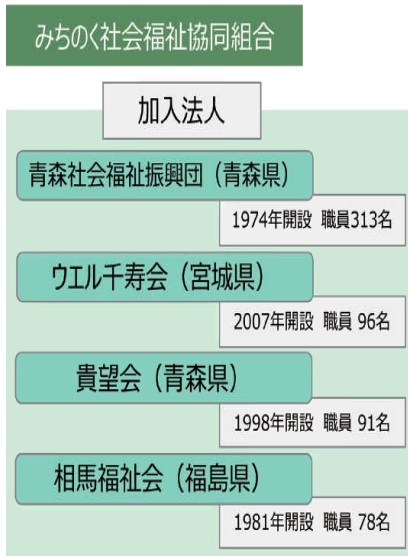 みちのく社会福祉協同組合
加入法人
青森社会福祉振興団（青森県）
1974年開設 職員313名
ウエル千寿会（宮城県）
2007年開設 職員 96名
貴望会（青森県）
1998年開設 職員 91名
相馬福祉会（福島県）
1981年開設 職員 78名